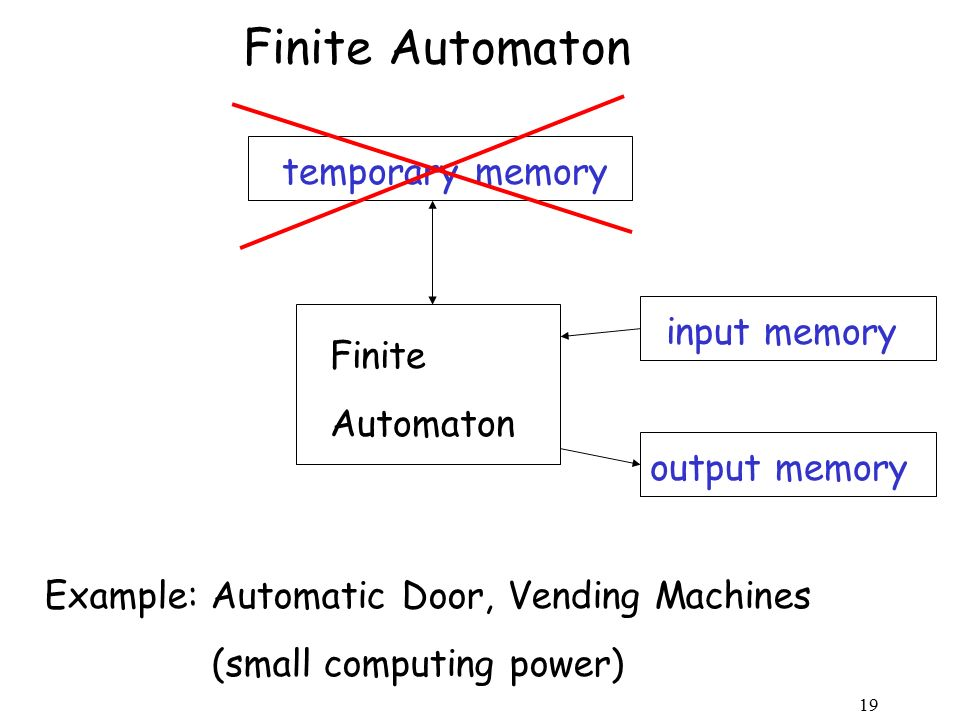 Finite Automaton
temporary memory
input memory
Finite
Automaton
output memory
Example: Automatic Door, Vending Machines
(small computing power)
19